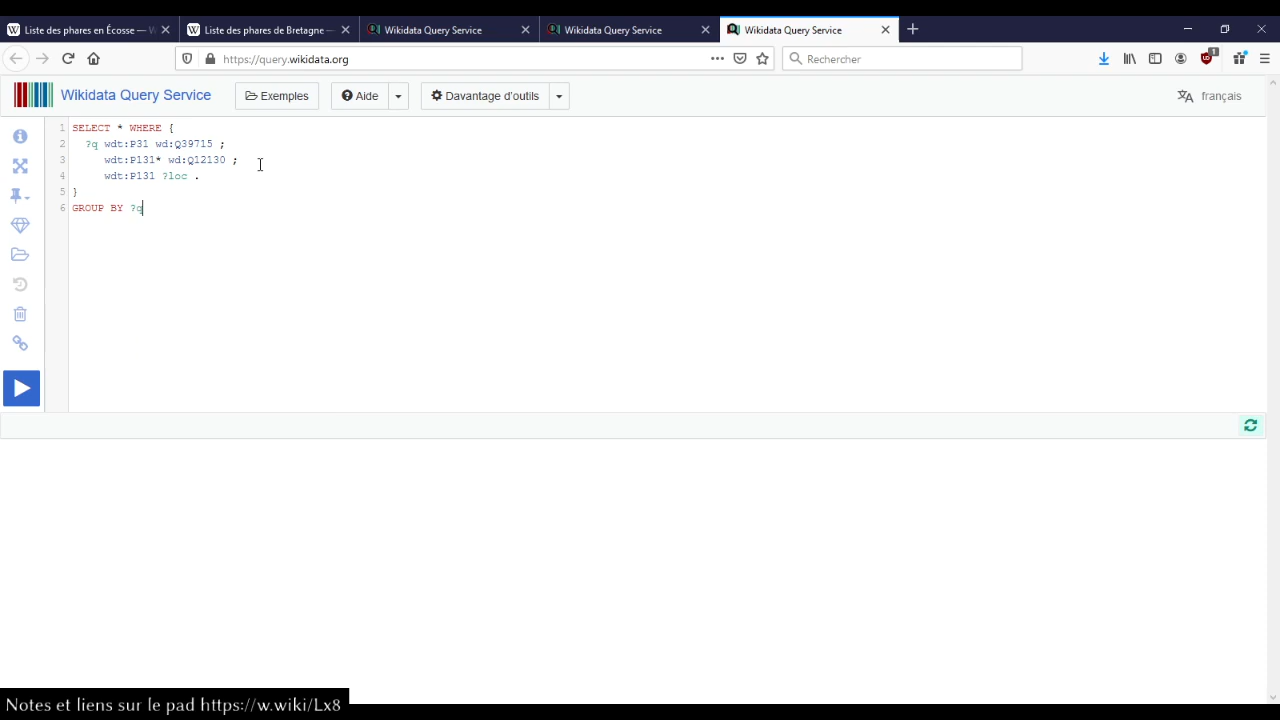 Liste des phares en Écosse — W
Liste des phares de Bretagne —
Wikidata Query Service
Wikidata Query Service
Wikidata Query Service
https://query.wikidata.org
Rechercher
1
Wikidata Query Service
Exemples
Aide
Davantage d'outils
français
1 SELECT * WHERE {
2 ?q wdt:P31 wd:Q39715 ;
3 wdt:P131* wd:Q12130 ;
4 wdt:P131 ?loc .
5 }
6 GROUP BY ?q
Notes et liens sur le pad https://w.wiki/Lx8